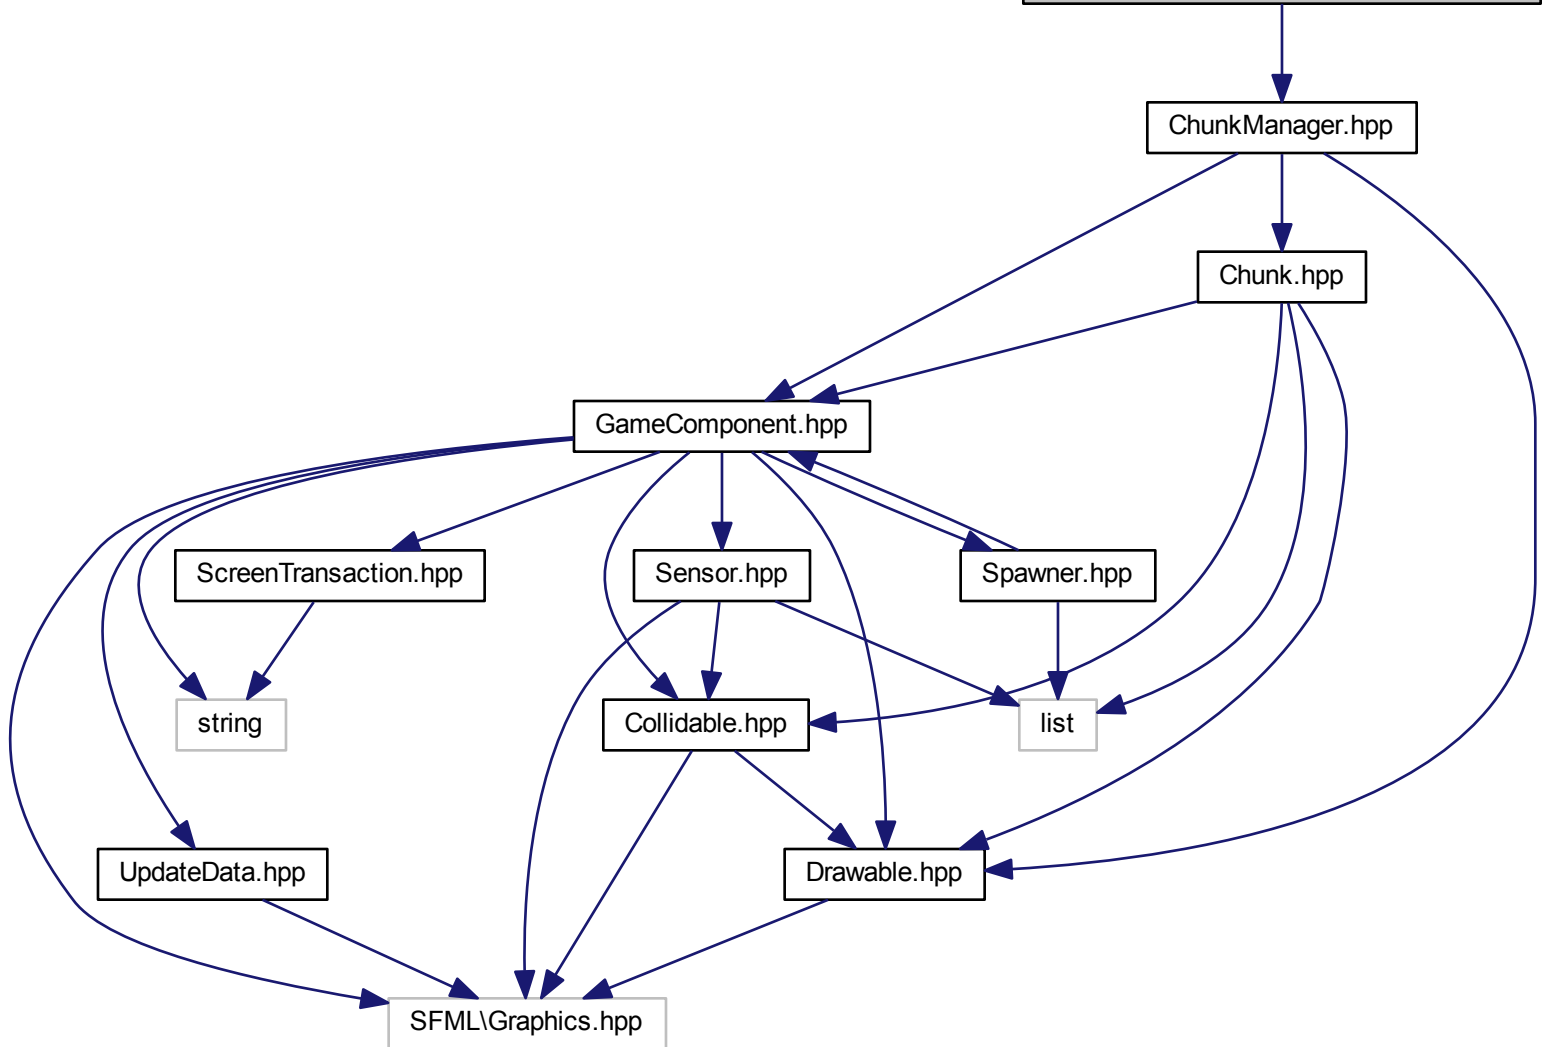 ChunkManager.hpp
Chunk.hpp
GameComponent.hpp
ScreenTransaction.hpp
Sensor.hpp
Spawner.hpp
string
Collidable.hpp
list
UpdateData.hpp
Drawable.hpp
SFML\Graphics.hpp